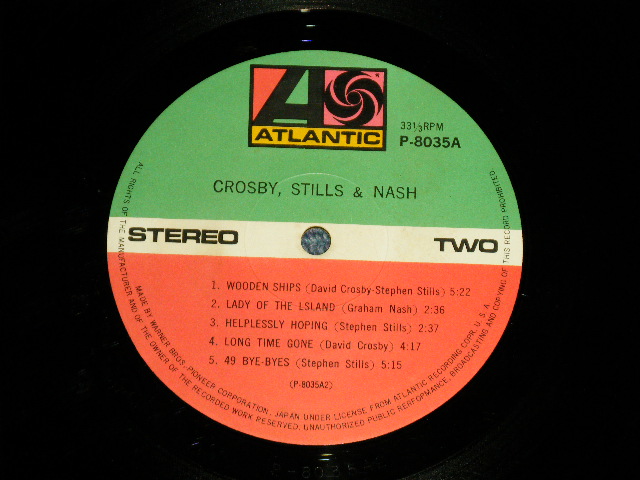 ATLANTIC
33⅓RPM
P-8035A
CROSBY, STILLS & NASH
STEREO
TWO
1. WOODEN SHIPS (David Crosby-Stephen Stills) 5:22
2. LADY OF THE LSLAND (Graham Nash) 2:36
3. HELPLESSLY HOPING (Stephen Stills) 2:37
4. LONG TIME GONE (David Crosby) 4:17
5. 49 BYE-BYES (Stephen Stills) 5:15
(P-8035A2)
MADE BY WARNER BROS. PIONEER CORPORATION, JAPAN UNDER LICENSE FROM ATLANTIC RECORDING COPR. U.S.A.
ALL RIGHTS OF THE MANUFACTURER AND OF THE OWNER OF THE RECORDED WORK RESERVED. UNAUTHORIZED PUBLIC PERFOPMANCE, BROADCASTING AND COPYING OF THIS RECORD PROHIBITED.